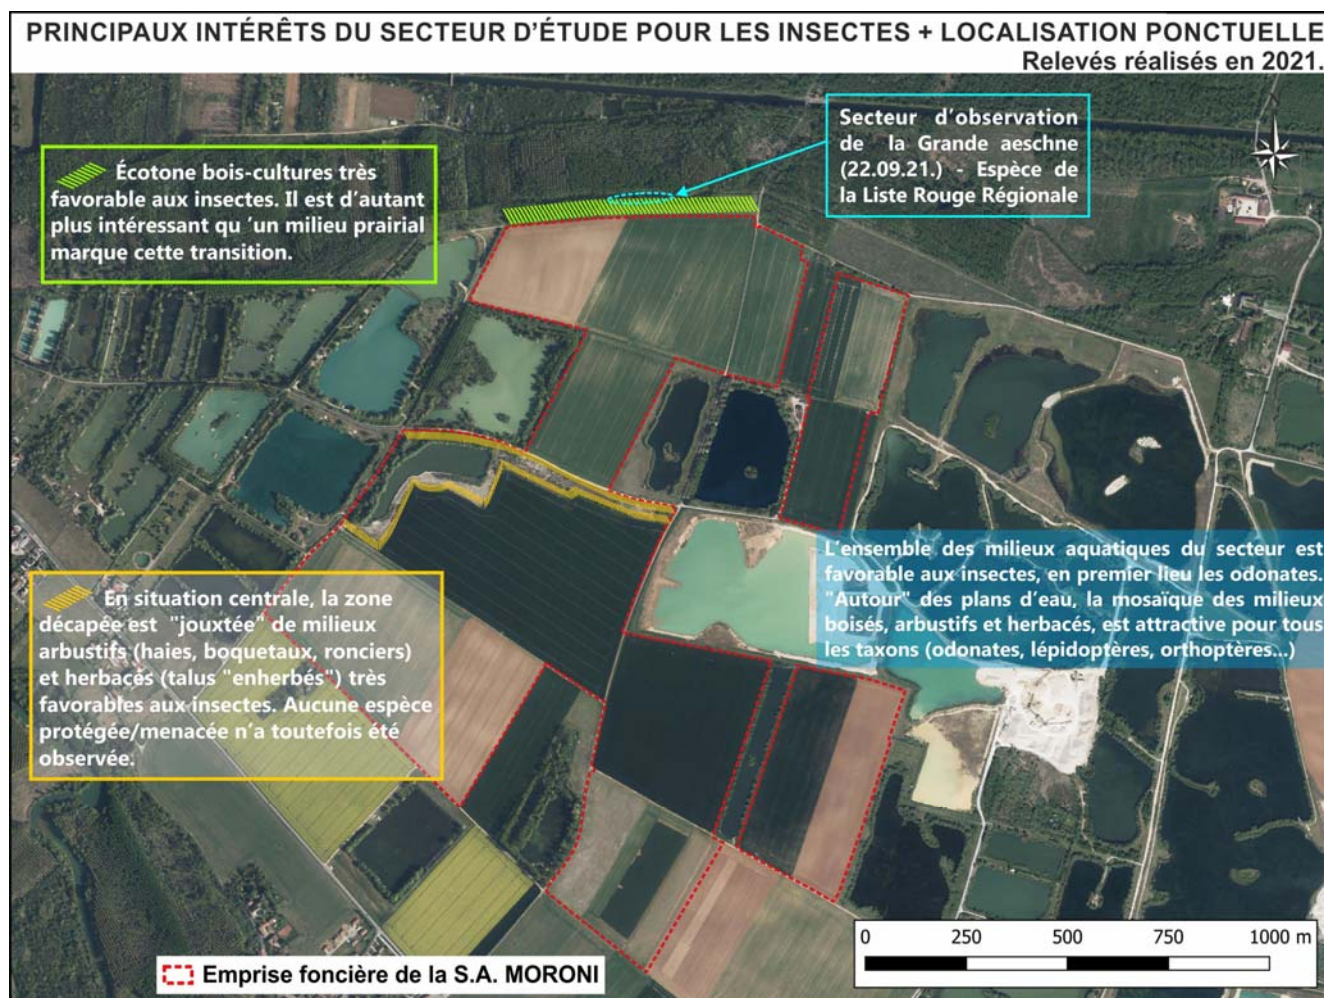 PRINCIPAUX INTÉRÊTS DU SECTEUR D'ÉTUDE POUR LES INSECTES + LOCALISATION PONCTUELLE
Relevés réalisés en 2021.
Secteur d'observation
de la Grande aeschne
(22.09.21.) - Espèce de
la Liste Rouge Régionale
Écotone bois-cultures très
favorable aux insectes. Il est d'autant
plus intéressant qu 'un milieu prairial
marque cette transition.
L'ensemble des milieux aquatiques du secteur est
favorable aux insectes, en premier lieu les odonates.
"Autour" des plans d'eau, la mosaïque des milieux
boisés, arbustifs et herbacés, est attractive pour tous
les taxons (odonates, lépidoptères, orthoptères...)
En situation centrale, la zone
décapée est "jouxtée" de milieux
arbustifs (haies, boquetaux, ronciers)
et herbacés (talus "enherbés") très
favorables aux insectes. Aucune espèce
protégée/menacée n'a toutefois été
observée.
0 250 500 750 1000 m
Emprise foncière de la S.A. MORONI